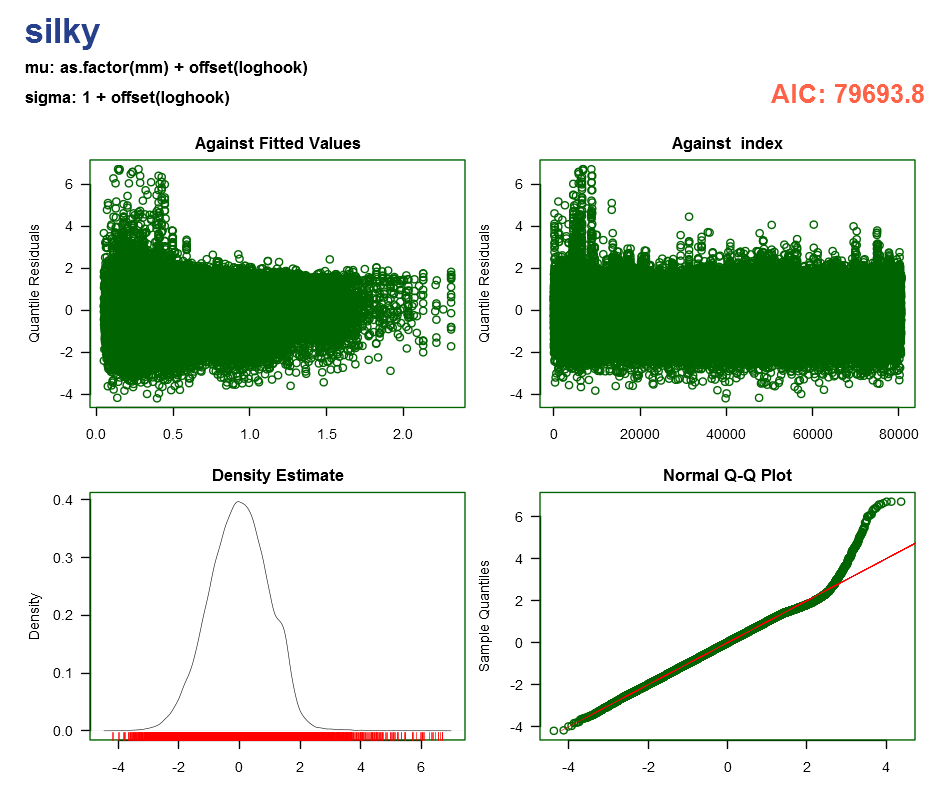 silky
mu: as.factor(mm) + offset(loghook)
sigma: 1 + offset(loghook)
AIC: 79693.8
Against Fitted Values
Quantile Residuals
6
4
2
0
-2
-4
0.0 0.5 1.0 1.5 2.0
Against  index
Quantile Residuals
6
4
2
0
-2
-4
0 20000 40000 60000 80000
Density Estimate
Density
0.4
0.3
0.2
0.1
0.0
-4 -2 0 2 4 6
Normal Q-Q Plot
Sample Quantiles
6
4
2
0
-2
-4
-4 -2 0 2 4